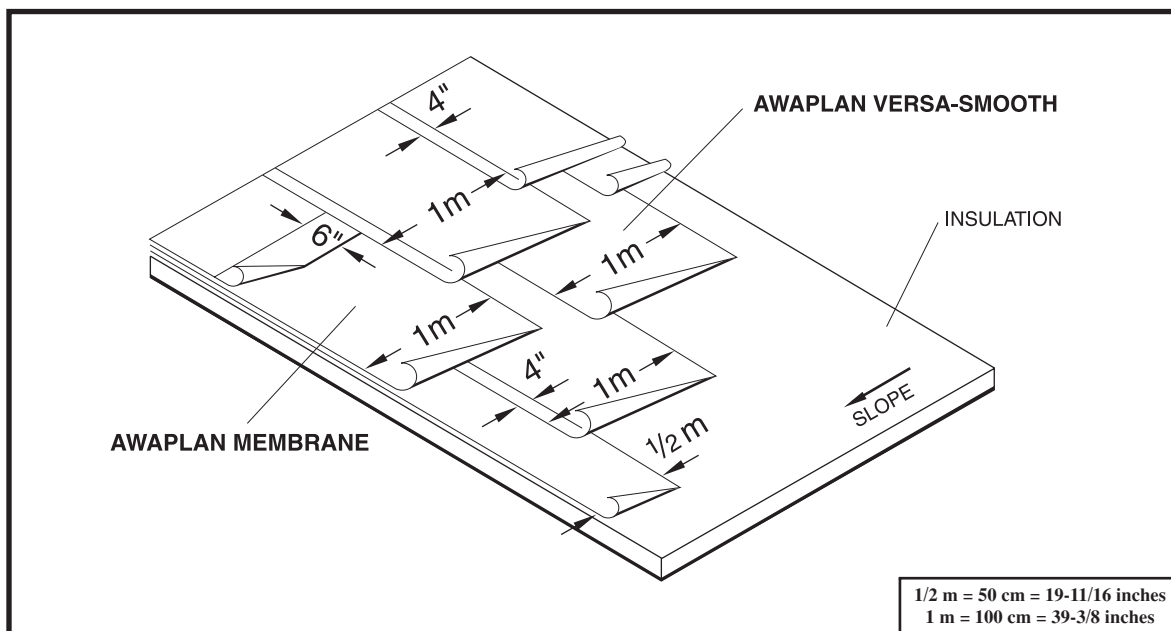 4"
AWAPLAN VERSA-SMOOTH
1m
INSULATION
6"
1m
1m
4"
1m
SLOPE
AWAPLAN MEMBRANE
1/2 m
1/2 m = 50 cm = 19-11/16 inches
1 m = 100 cm = 39-3/8 inches